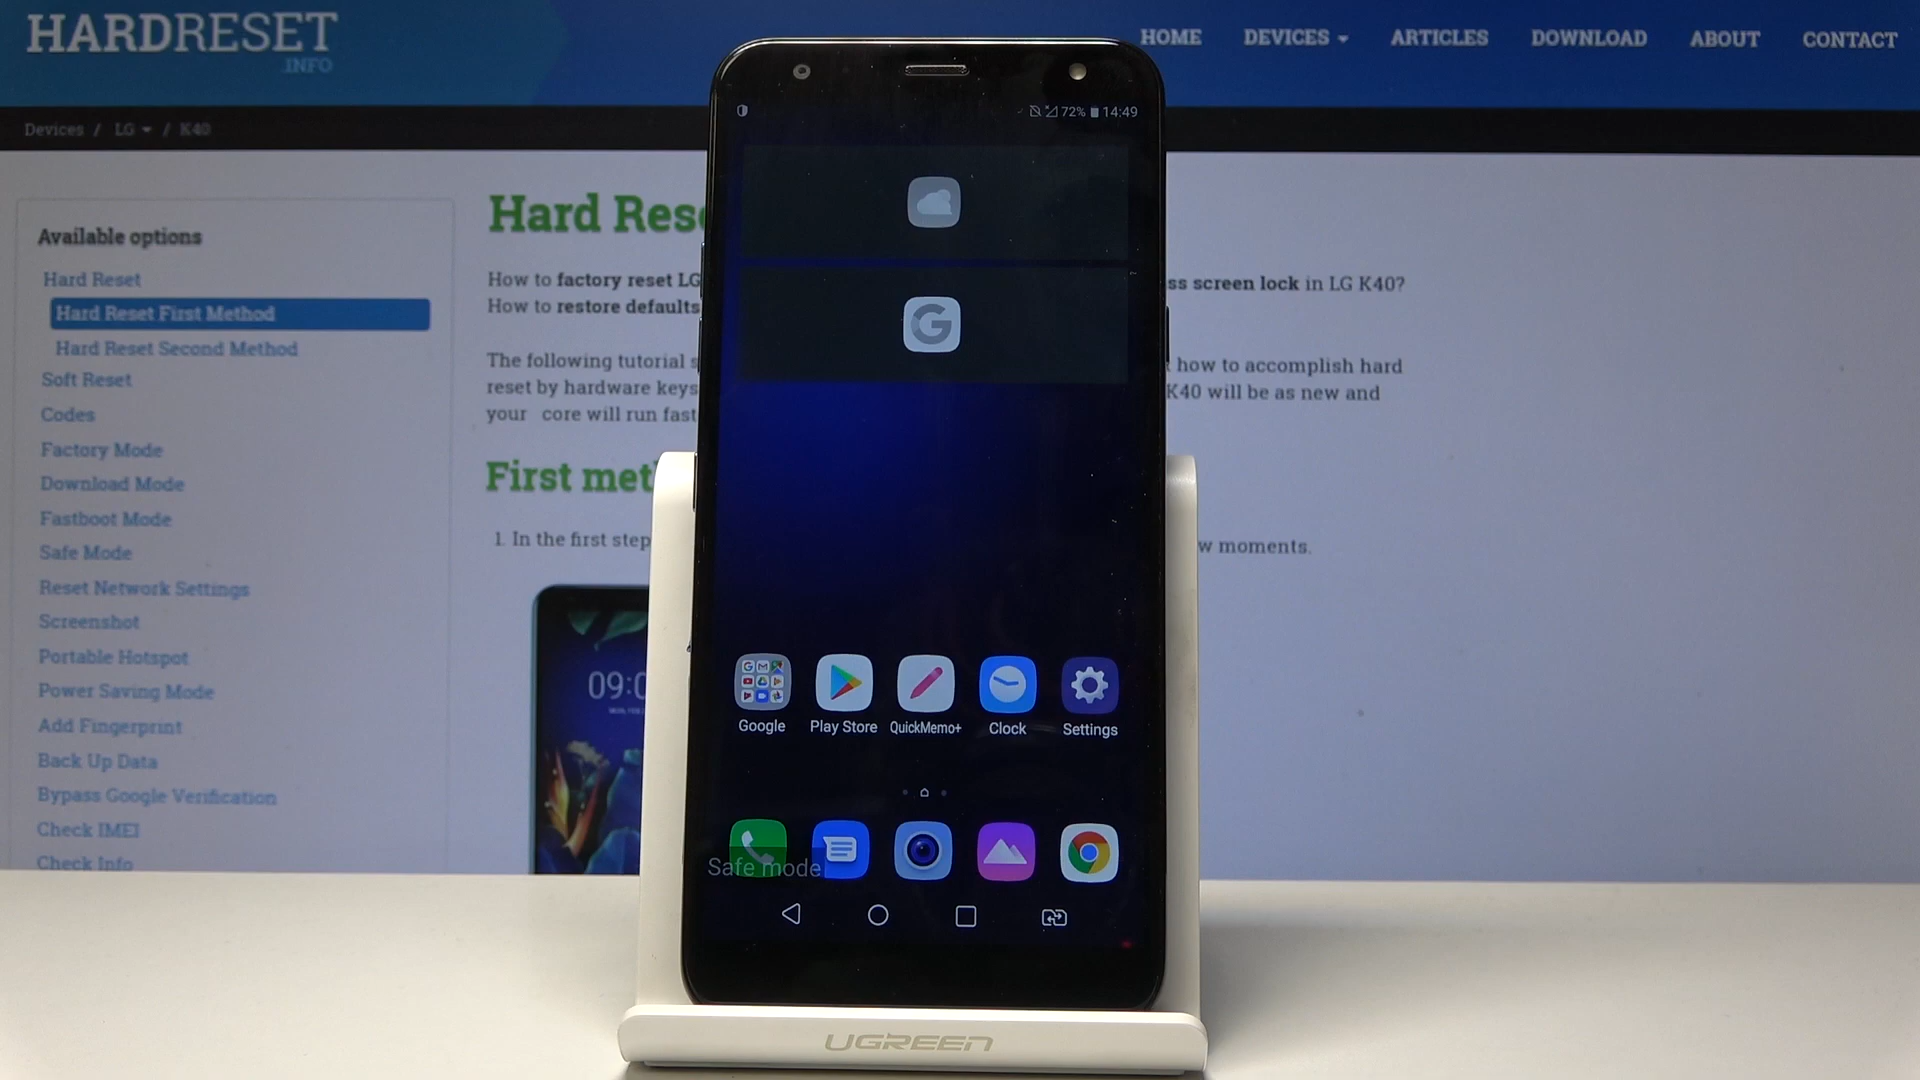 HARDRESET
.INFO
HOME DEVICES ARTICLES DOWNLOAD ABOUT CONTACT
Devices / LG / K40
Available options
Hard Reset
Hard Reset First Method
Hard Reset Second Method
Soft Reset
Codes
Factory Mode
Download Mode
Fastboot Mode
Safe Mode
Reset Network Settings
Screenshot
Portable Hotspot
Power Saving Mode
Add Fingerprint
Back Up Data
Bypass Google Verification
Check IMEI
Check Info
Hard Res
How to factory reset LG
ss screen lock in LG K40?
How to restore defaults
The following tutorial s
how to accomplish hard
reset by hardware keys
K40 will be as new and
your core will run fast
First met
1. In the first step
w moments.
09:0
72% 14:49
Google Play Store QuickMemo+ Clock Settings
Safe mode
UGREEN